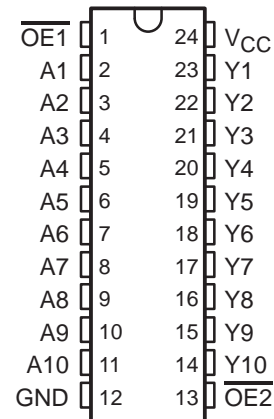 O̅E̅1̅ 1 24 VCC
A1 2 23 Y1
A2 3 22 Y2
A3 4 21 Y3
A4 5 20 Y4
A5 6 19 Y5
A6 7 18 Y6
A7 8 17 Y7
A8 9 16 Y8
A9 10 15 Y9
A10 11 14 Y10
GND 12 13 O̅E̅2̅